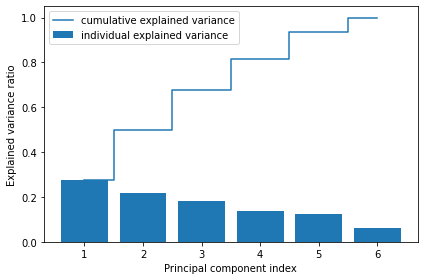 cumulative explained variance
individual explained variance
Explained variance ratio
1.0
0.8
0.6
0.4
0.2
0.0
1 2 3 4 5 6
Principal component index